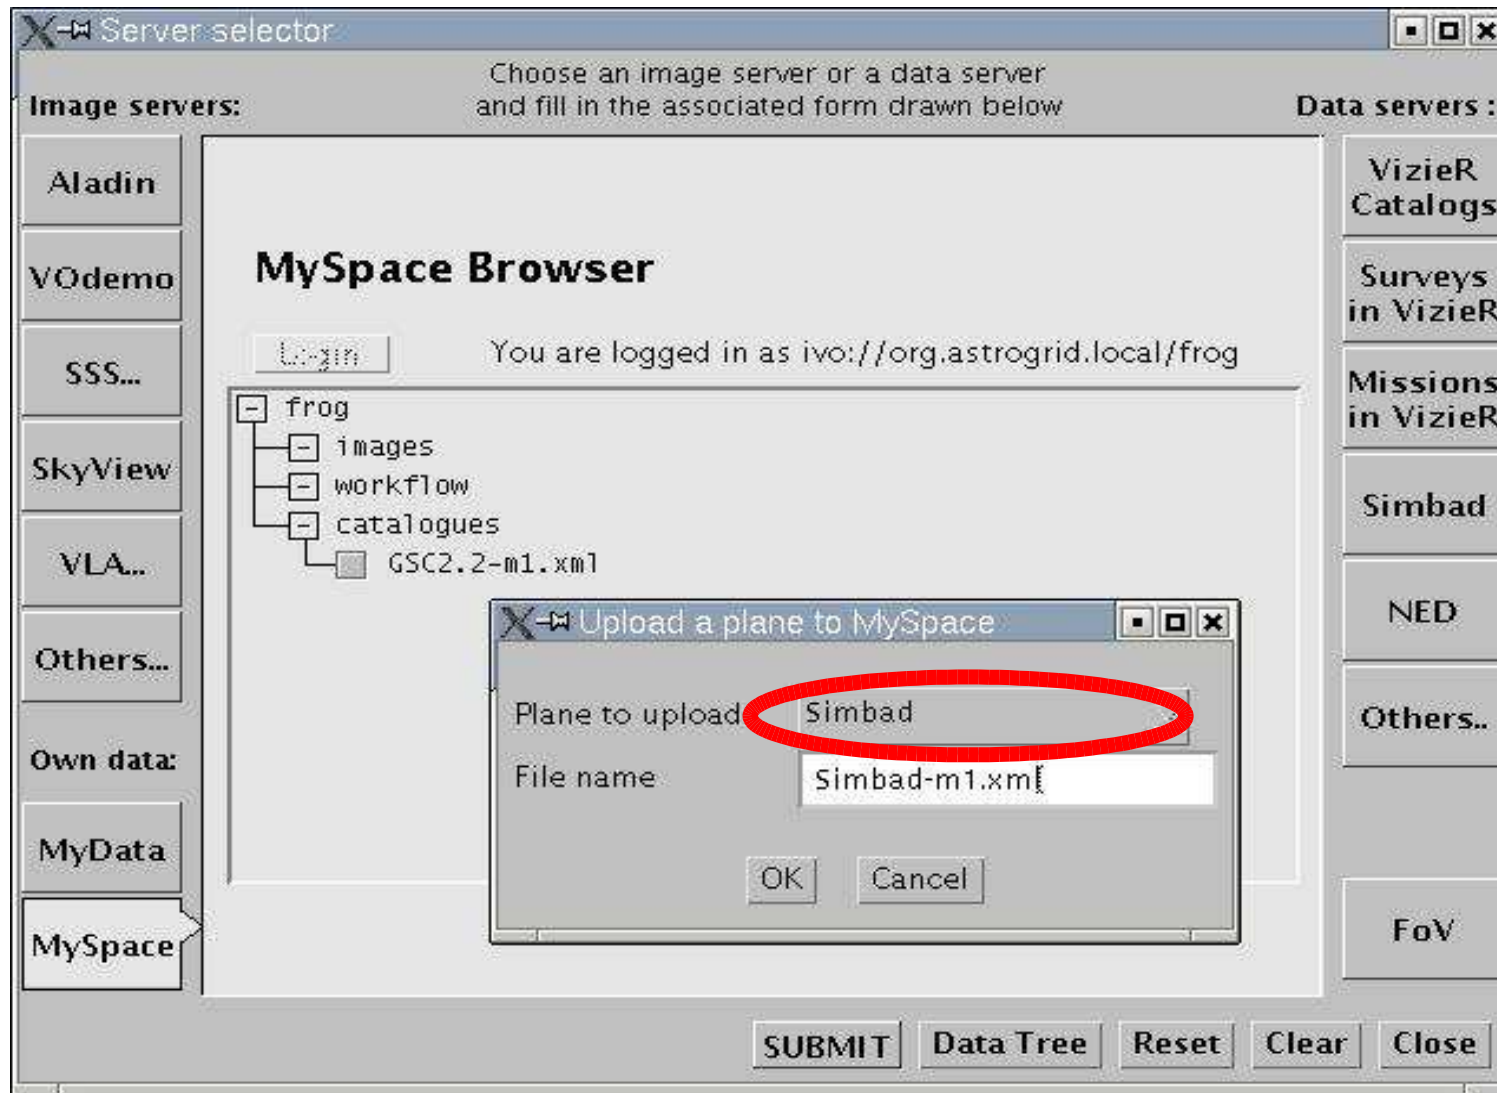 Server selector
Choose an image server or a data server
and fill in the associated form drawn below
Image servers:
Data servers :
Aladin
VOdemo
SSS...
SkyView
VLA...
Others...
Own data:
MyData
MySpace
MySpace Browser
Login
You are logged in as ivo://org.astrogrid.local/frog
frog
images
workflow
catalogues
GSC2.2-m1.xml
Upload a plane to MySpace
Plane to upload
Simbad
File name
Simbad-m1.xml
OK
Cancel
VizieR
Catalogs
Surveys
in VizieR
Missions
in VizieR
Simbad
NED
Others..
FoV
SUBMIT
Data Tree
Reset
Clear
Close